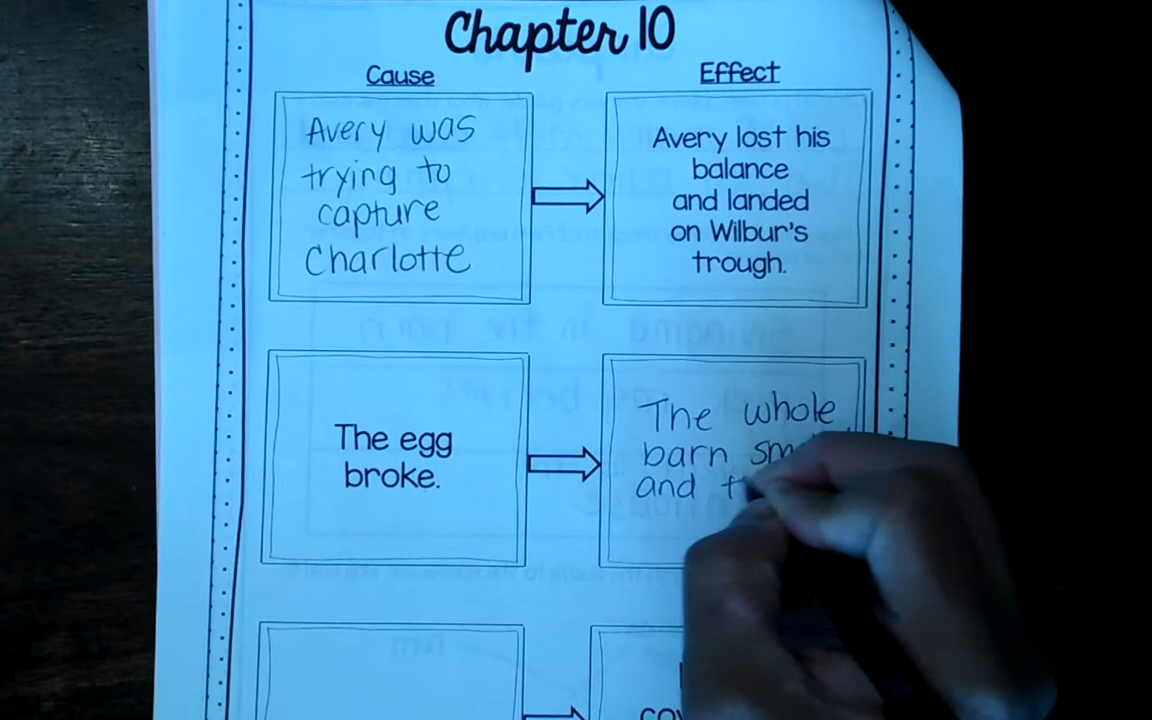 Chapter 10
Cause
Effect
Avery was
trying to
capture
Charlotte
Avery lost his
balance
and landed
on Wilbur's
trough.
The egg
broke.
The whole
barn
and